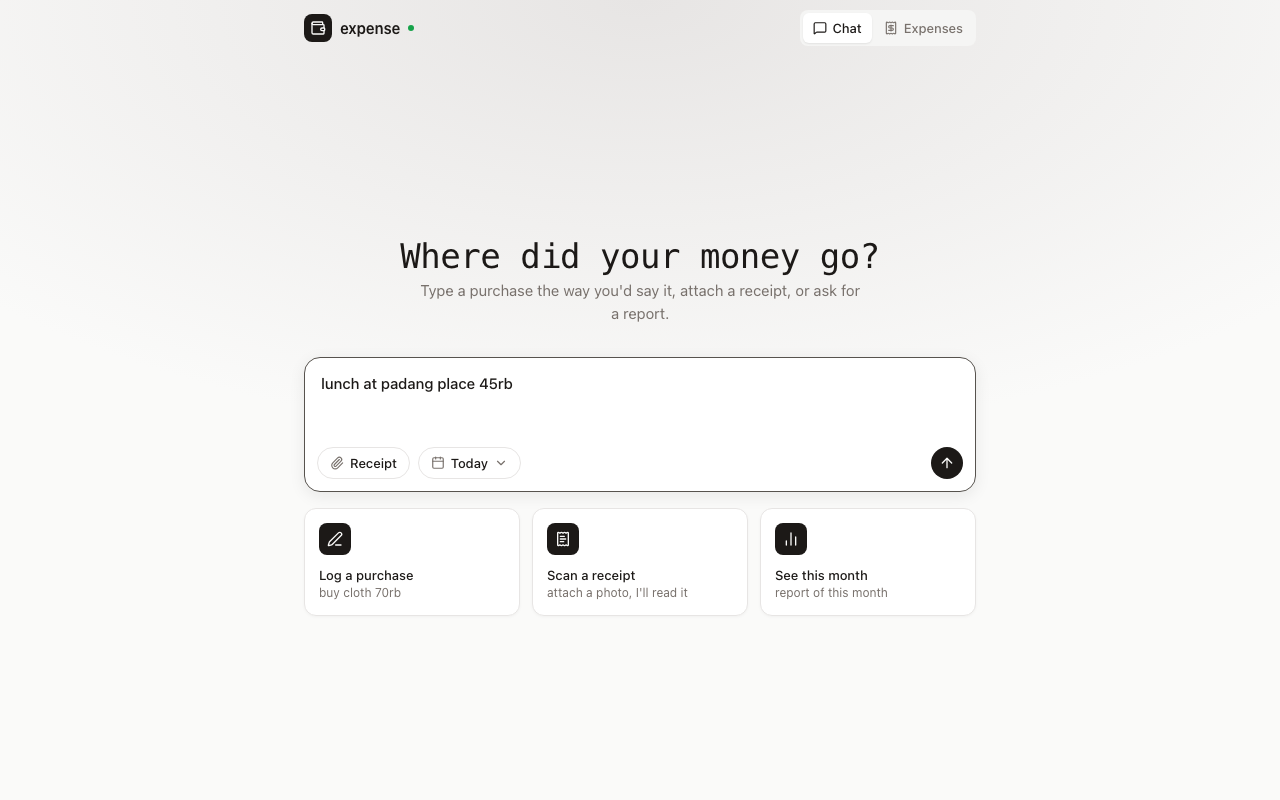 expense
Chat
Expenses
Where did your money go?
Type a purchase the way you'd say it, attach a receipt, or ask for
a report.
lunch at padang place 45rb
Receipt
Today
Log a purchase
buy cloth 70rb
Scan a receipt
attach a photo, I'll read it
See this month
report of this month